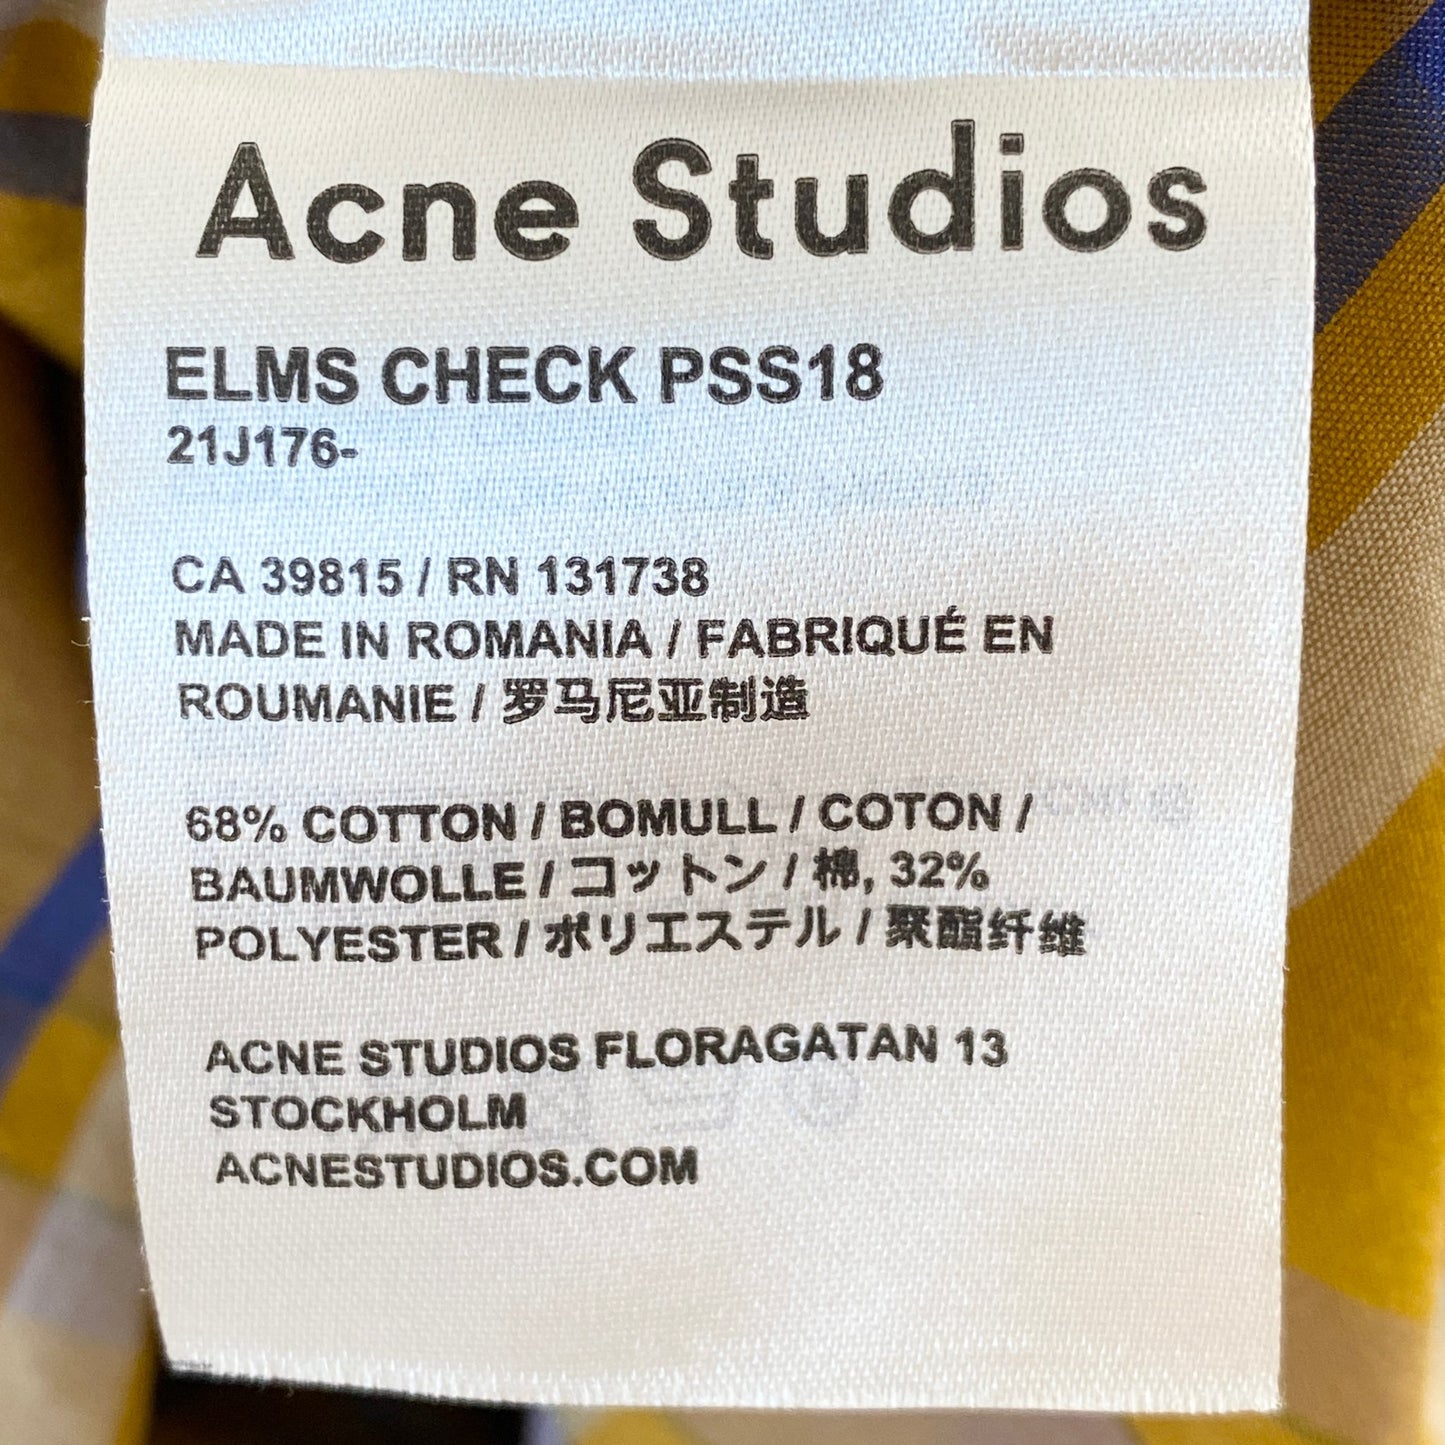 Acne Studios
ELMS CHECK PSS18
21J176-
CA 39815 / RN 131738
MADE IN ROMANIA / FABRIQUÉ EN
ROUMANIE / 罗马尼亚制造
68% COTTON / BOMULL / COTON /
BAUMWOLLE / コットン / 棉, 32%
POLYESTER / ポリエステル / 聚酯纤维
ACNE STUDIOS FLORAGATAN 13
STOCKHOLM
ACNESTUDIOS.COM